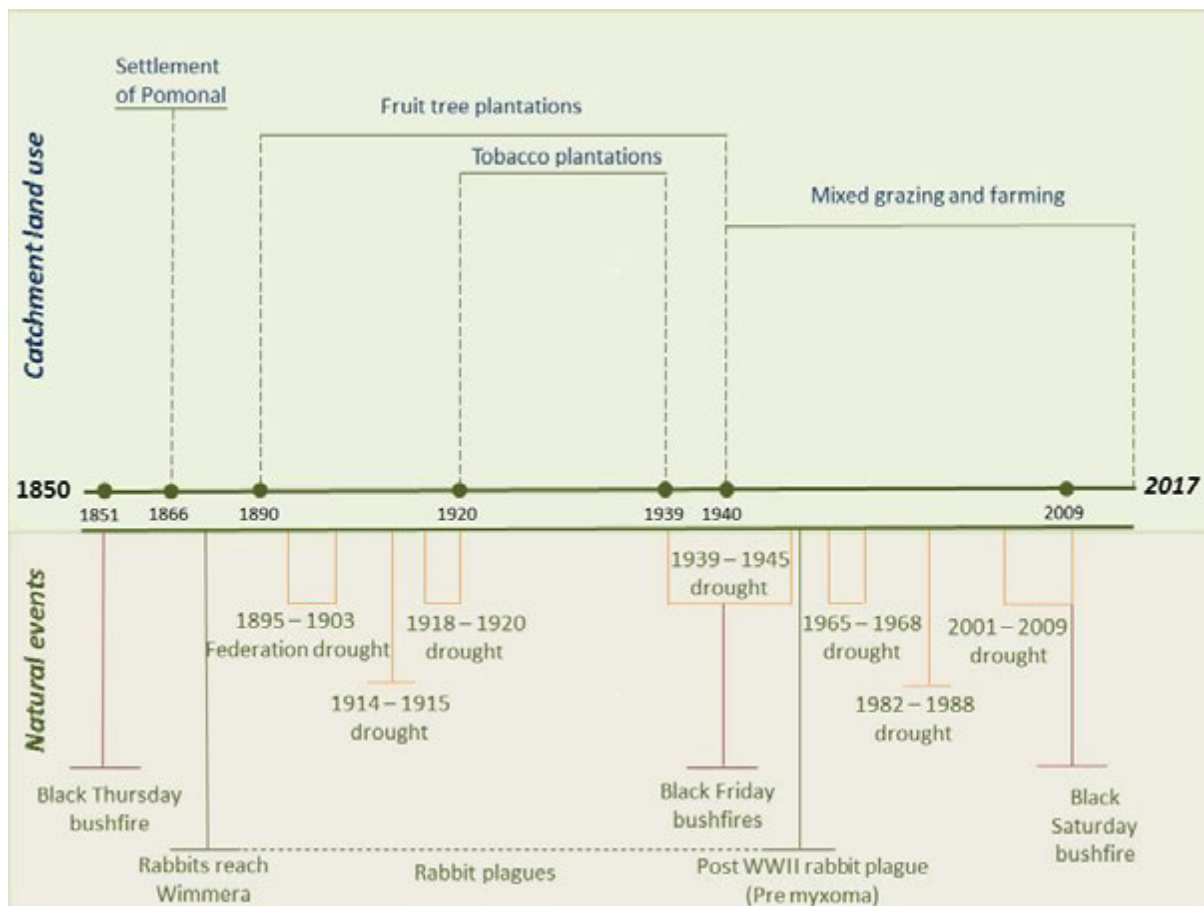 Settlement
of Pomonal
Fruit tree plantations
Tobacco plantations
Mixed grazing and farming
Catchment land use
1850
2017
1851
1866
1890
1920
1939
1940
2009
Natural events
1939 – 1945
drought
1895 – 1903
Federation drought
1918 – 1920
drought
1965 – 1968
drought
2001 – 2009
drought
1914 – 1915
drought
1982 – 1988
drought
Black Thursday
bushfire
Black Friday
bushfires
Black
Saturday
bushfire
Rabbits reach
Wimmera
Rabbit plagues
Post WWII rabbit plague
(Pre myxoma)